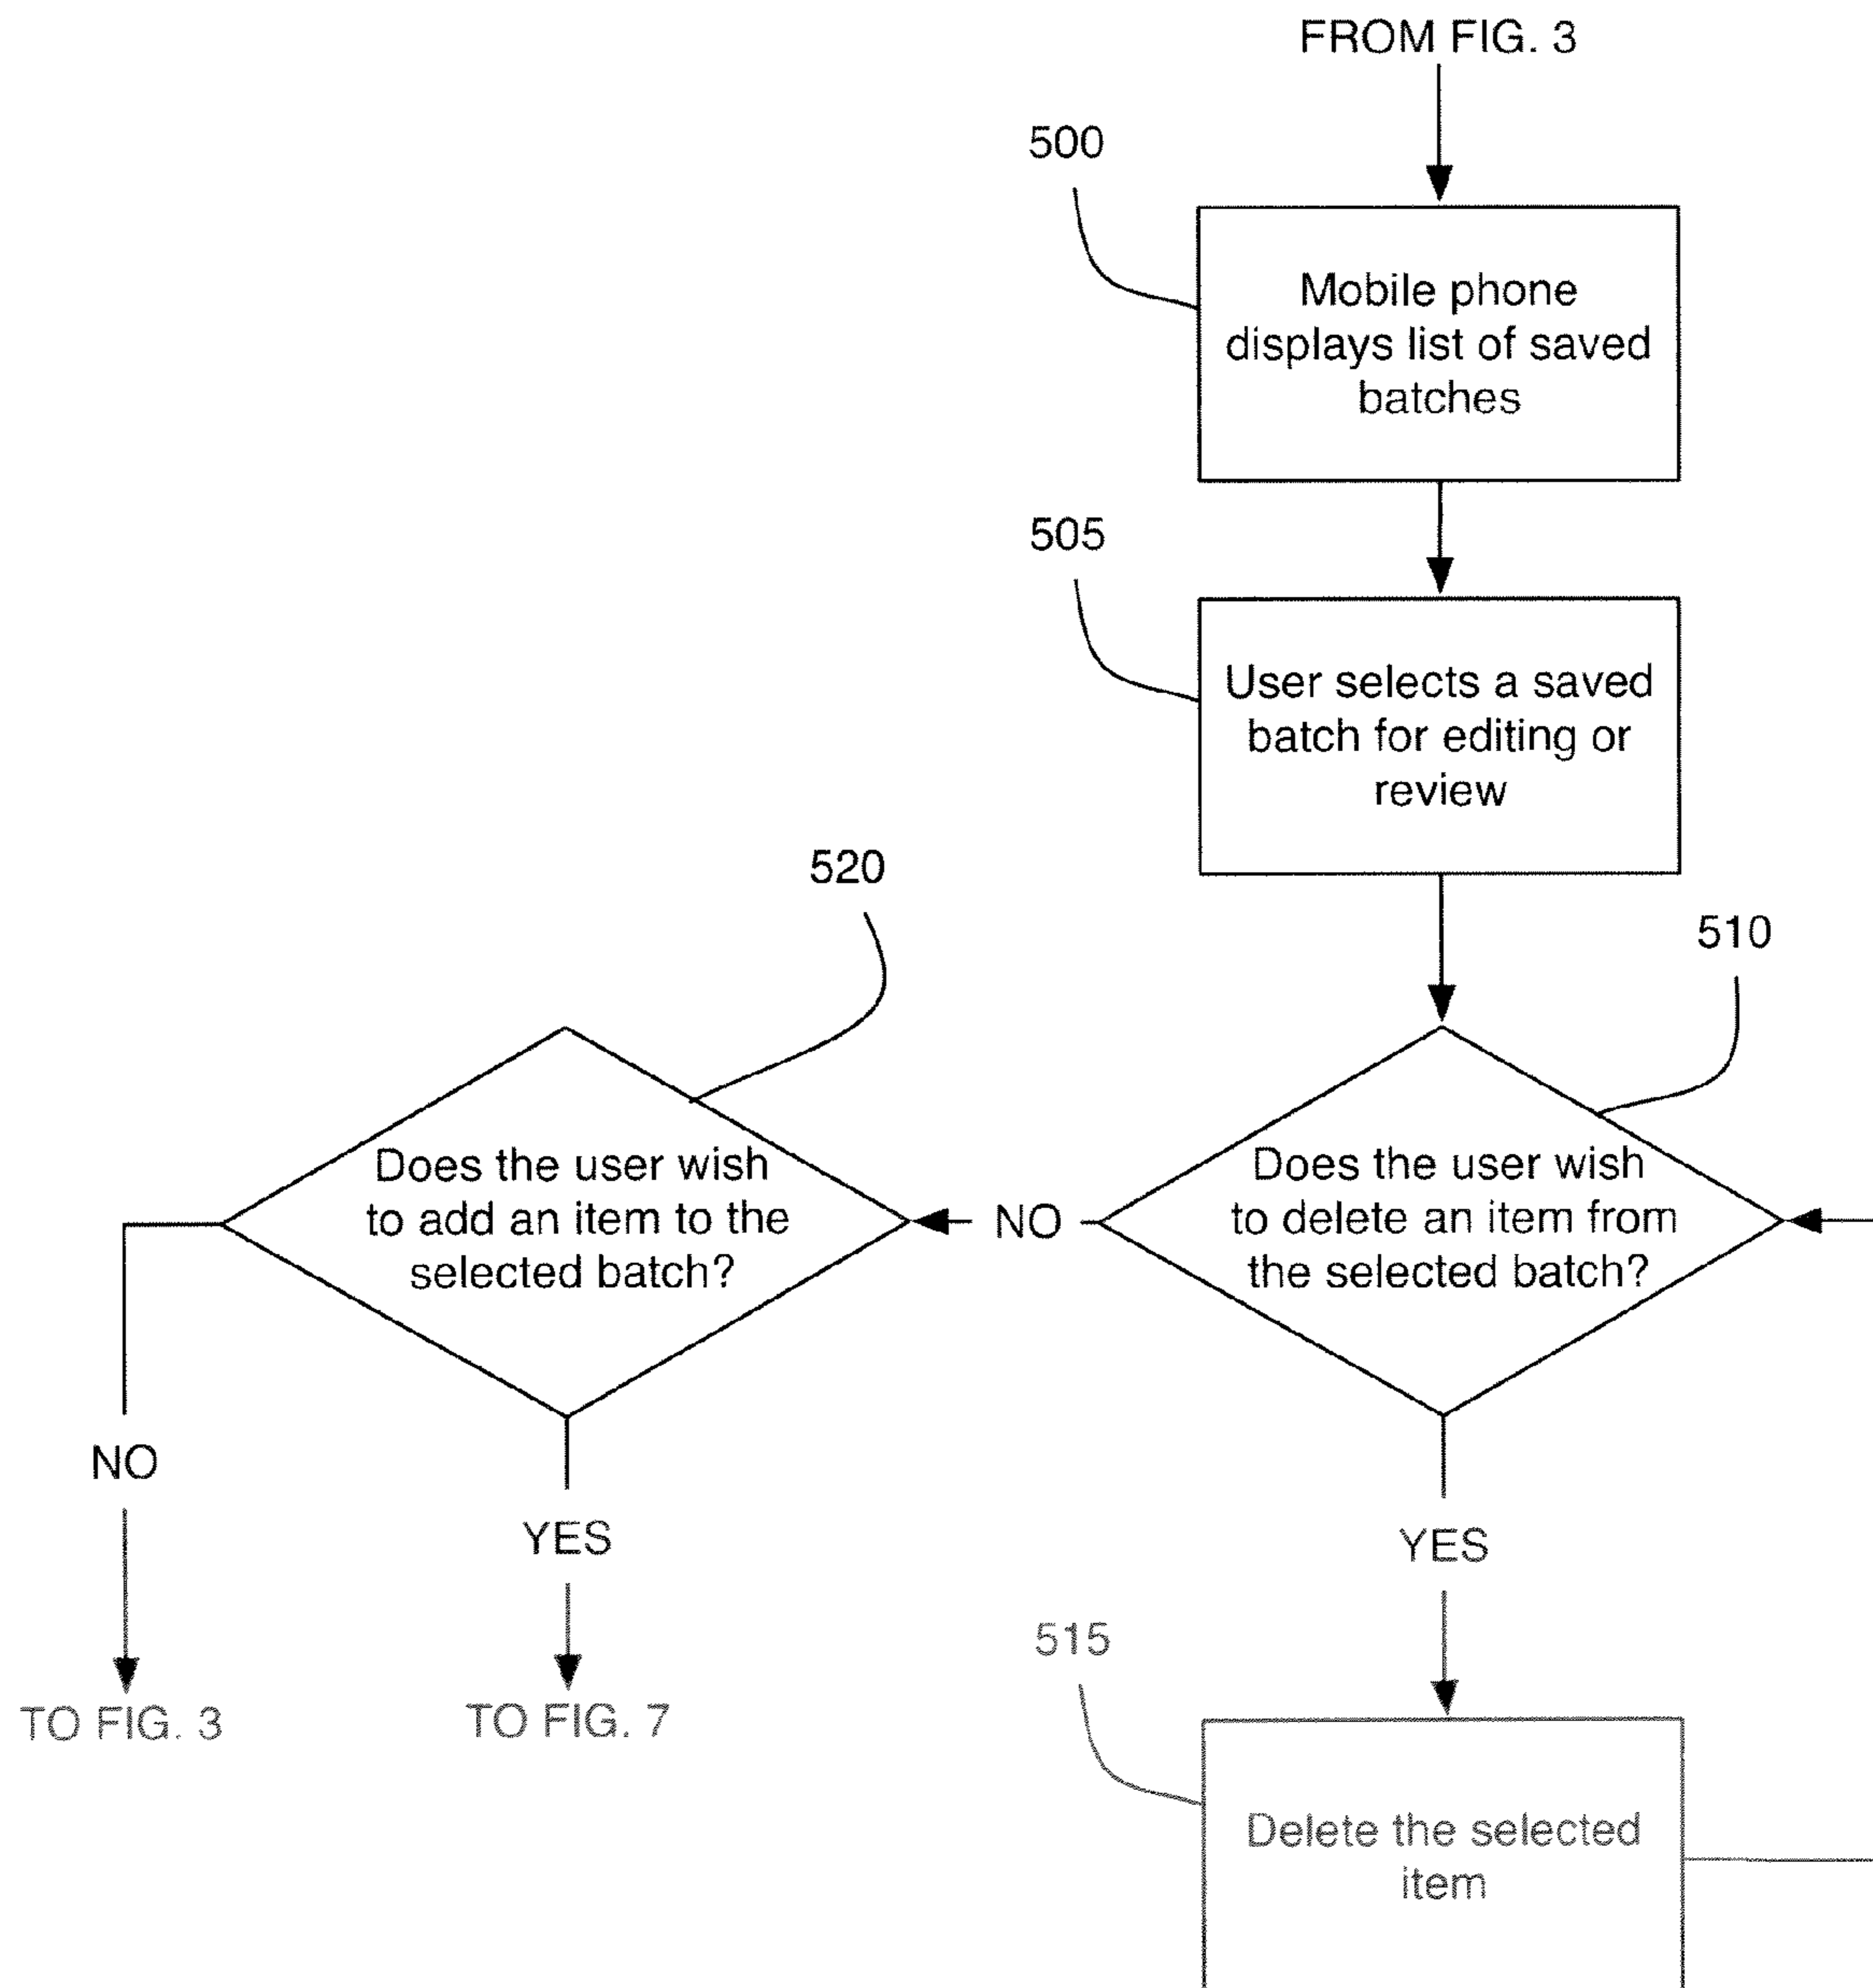 FROM FIG. 3
500
Mobile phone
displays list of saved
batches
505
User selects a saved
batch for editing or
review
520
510
Does the user wish
to add an item to the
selected batch?
NO
Does the user wish
to delete an item from
the selected batch?
NO
YES
YES
515
TO FIG. 3
TO FIG. 7
Delete the selected
item